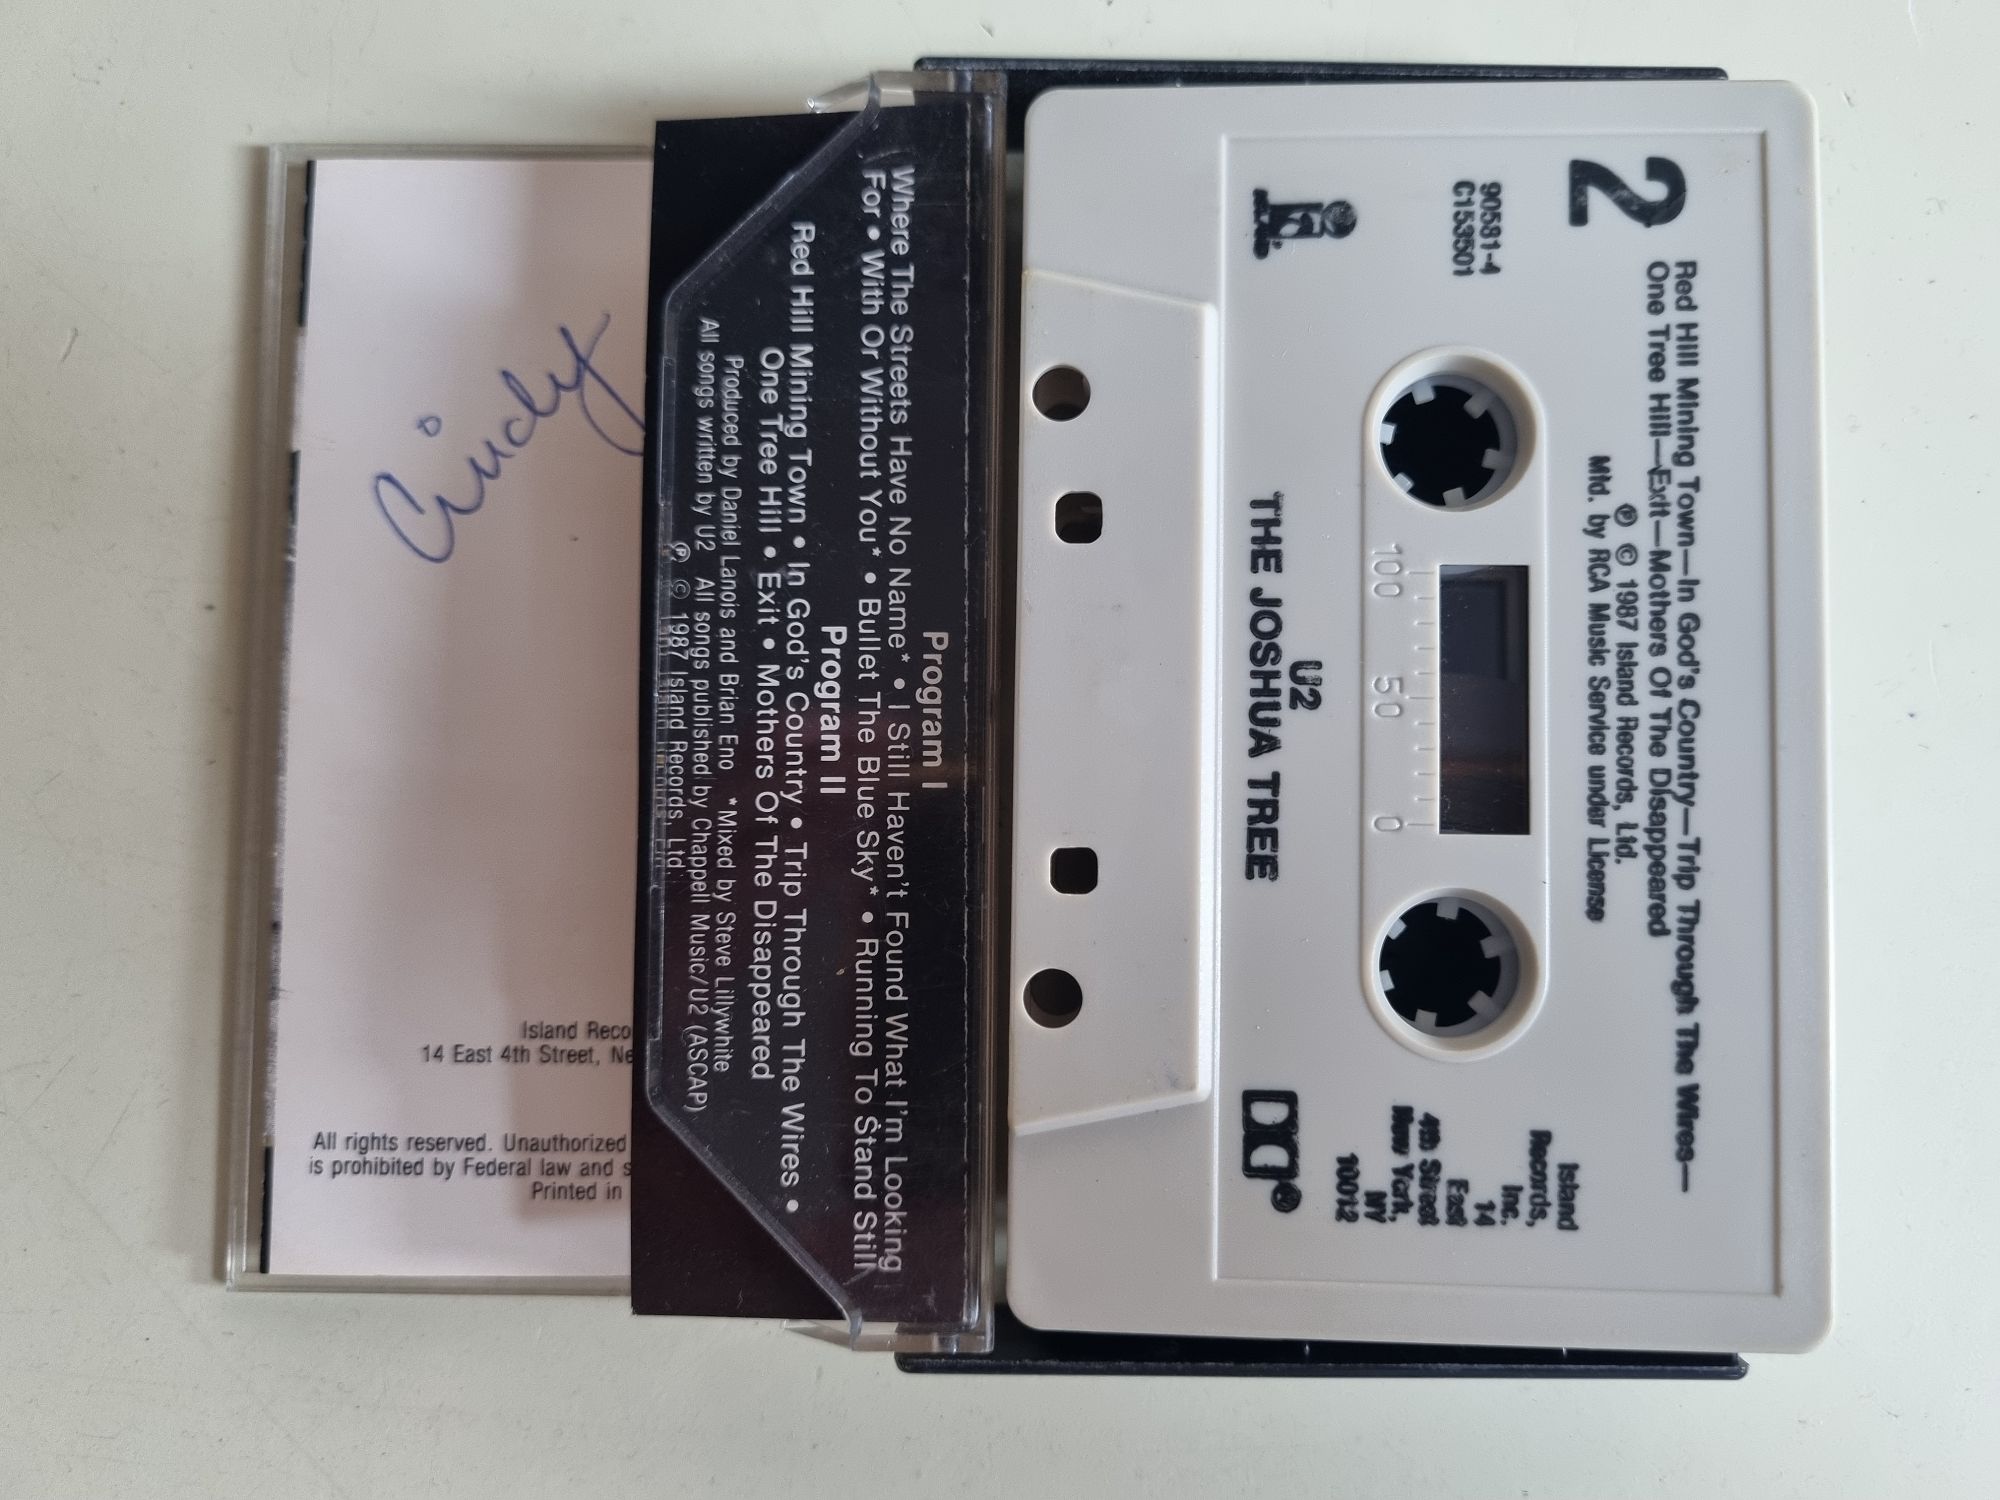 Cindy
Island Reco
14 East 4th Street, Ne
All rights reserved. Unauthorized
is prohibited by Federal law and s
Printed in
Program I
Where The Streets Have No Name* • I Still Haven't Found What I'm Looking
For • With Or Without You* • Bullet The Blue Sky* • Running To Stand Still
Program II
Red Hill Mining Town • In God's Country • Trip Through The Wires •
One Tree Hill • Exit • Mothers Of The Disappeared
Produced by Daniel Lanois and Brian Eno *Mixed by Steve Lillywhite
All songs written by U2 All songs published by Chappell Music/U2 (ASCAP)
℗ © 1987 Island Records, Ltd.
2
Red Hill Mining Town—In God's Country—Trip Through The Wires—
One Tree Hill—Exit—Mothers Of The Disappeared
℗ © 1987 Island Records, Ltd.
Mfd. by RCA Music Service under License
90581-4
C153501
Island
Records,
Inc.
14
East
4th Street
New York,
NY
10012
100 50 0
U2
THE JOSHUA TREE